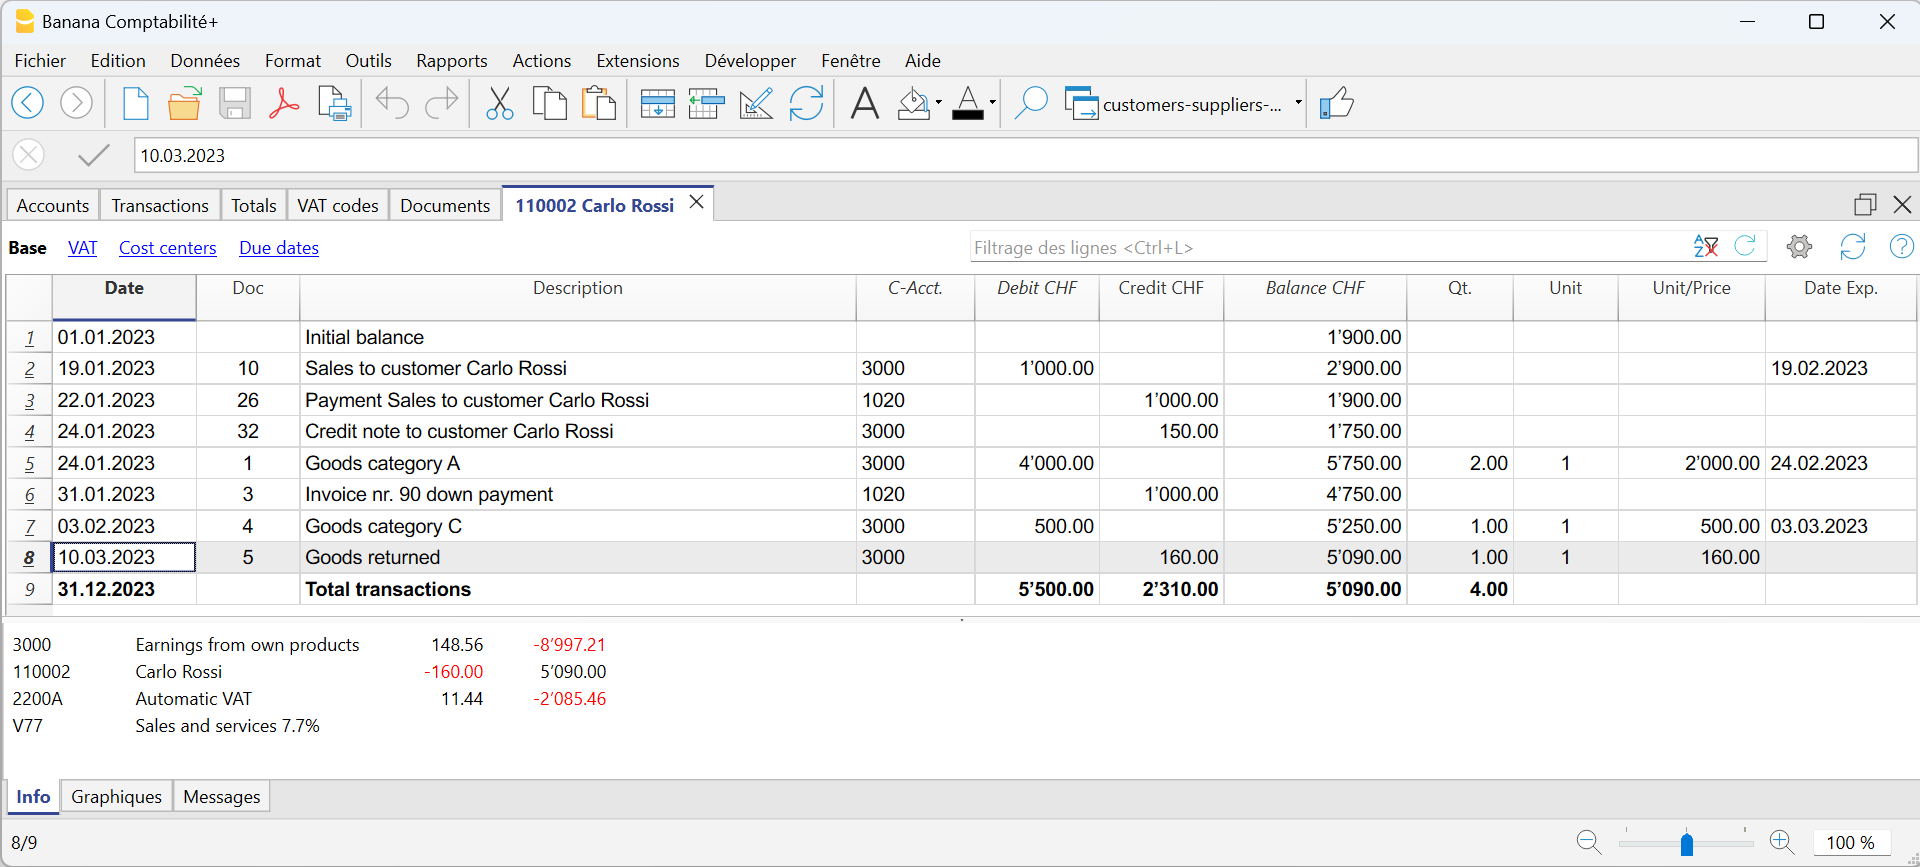 Banana Comptabilité+
Fichier Edition Données Format Outils Rapports Actions Extensions Développer Fenêtre Aide
customers-suppliers-...
10.03.2023
Accounts Transactions Totals VAT codes Documents 110002 Carlo Rossi
Base VAT Cost centers Due dates Filtrage des lignes <Ctrl+L>
Date Doc Description C-Acct. Debit CHF Credit CHF Balance CHF Qt. Unit Unit/Price Date Exp.
1 01.01.2023 Initial balance 1’900.00
2 19.01.2023 10 Sales to customer Carlo Rossi 3000 1’000.00 2’900.00 19.02.2023
3 22.01.2023 26 Payment Sales to customer Carlo Rossi 1020 1’000.00 1’900.00
4 24.01.2023 32 Credit note to customer Carlo Rossi 3000 150.00 1’750.00
5 24.01.2023 1 Goods category A 3000 4’000.00 5’750.00 2.00 1 2’000.00 24.02.2023
6 31.01.2023 3 Invoice nr. 90 down payment 1020 1’000.00 4’750.00
7 03.02.2023 4 Goods category C 3000 500.00 5’250.00 1.00 1 500.00 03.03.2023
8 10.03.2023 5 Goods returned 3000 160.00 5’090.00 1.00 1 160.00
9 31.12.2023 Total transactions 5’500.00 2’310.00 5’090.00 4.00
3000 Earnings from own products 148.56 -8’997.21
110002 Carlo Rossi -160.00 5’090.00
2200A Automatic VAT 11.44 -2’085.46
V77 Sales and services 7.7%
Info Graphiques Messages
8/9 100 %